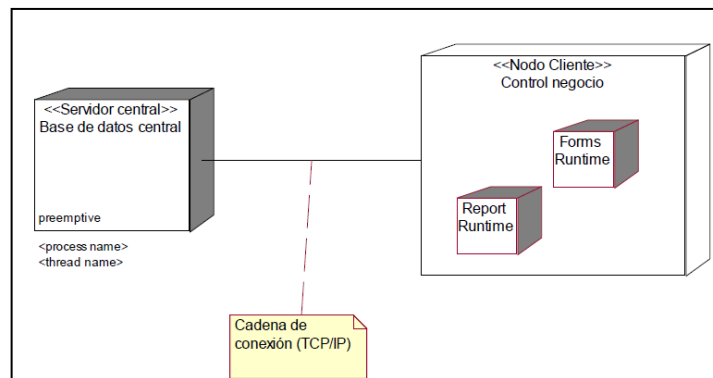 <<Servidor central>>
Base de datos central
preemptive
<process name>
<thread name>
<<Nodo Cliente>>
Control negocio
Forms
Runtime
Report
Runtime
Cadena de
conexión (TCP/IP)